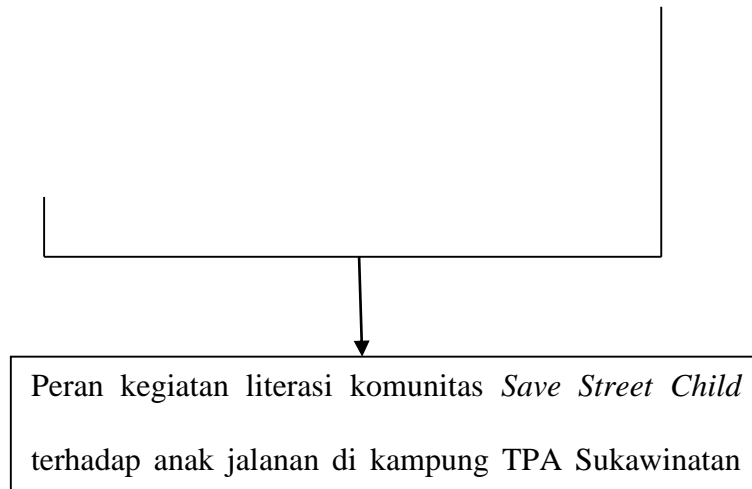 Peran kegiatan literasi komunitas Save Street Child
terhadap anak jalanan di kampung TPA Sukawinatan